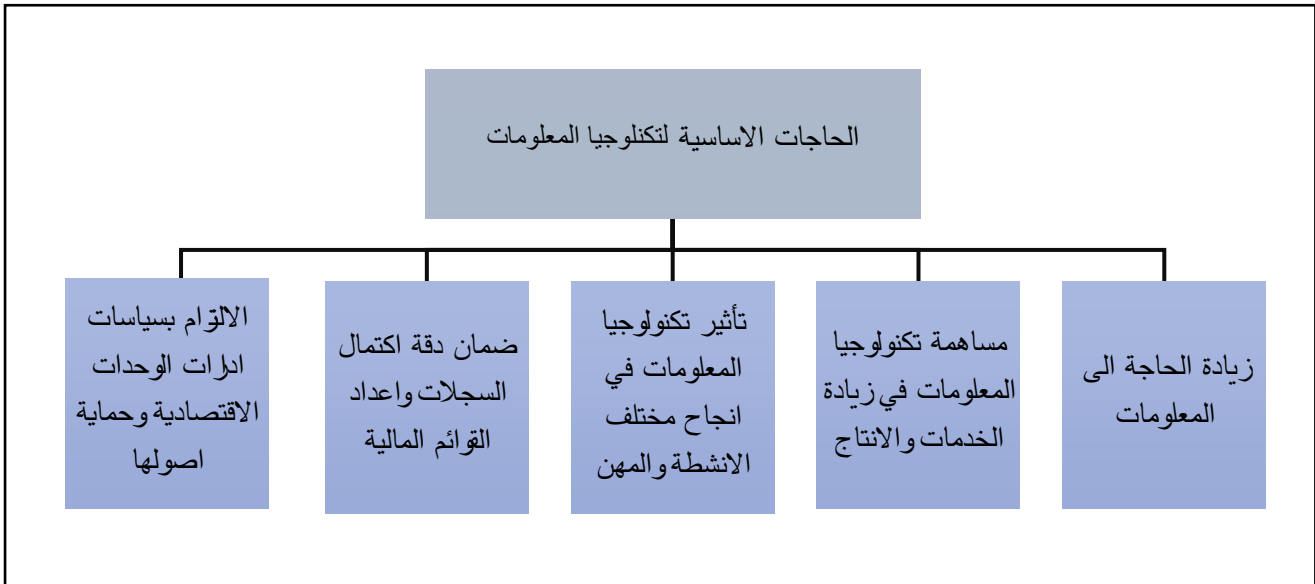 الحاجات الاساسية لتكنلوجيا المعلومات
زيادة الحاجة الى
المعلومات
مساهمة تكنولوجيا
المعلومات في زيادة
الخدمات والانتاج
تأثير تكنولوجيا
المعلومات في
انجاح مختلف
الانشطة والمهن
ضمان دقة اكتمال
السجلات واعداد
القوائم المالية
الالتزام بسياسات
ادارات الوحدات
الاقتصادية وحماية
اصولها